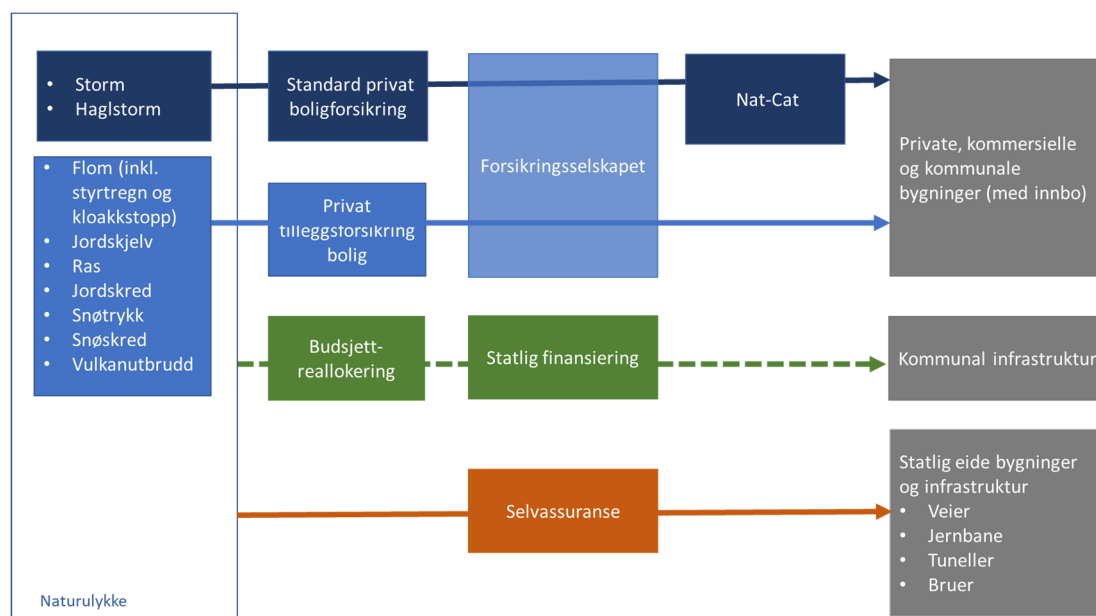 • Storm
• Haglstorm
Standard privat
boligforsikring
Forsikringsselskapet
Nat-Cat
Private, kommersielle
og kommunale
bygninger (med innbo)
• Flom (inkl.
styrtregn og
kloakkstopp)
• Jordskjelv
• Ras
• Jordskred
• Snøtrykk
• Snøskred
• Vulkanutbrudd
Privat
tilleggsforsikring
bolig
Budsjett-
reallokering
Statlig finansiering
Kommunal infrastruktur
Selvassuranse
Statlig eide bygninger
og infrastruktur
• Veier
• Jernbane
• Tuneller
• Bruer
Naturulykke